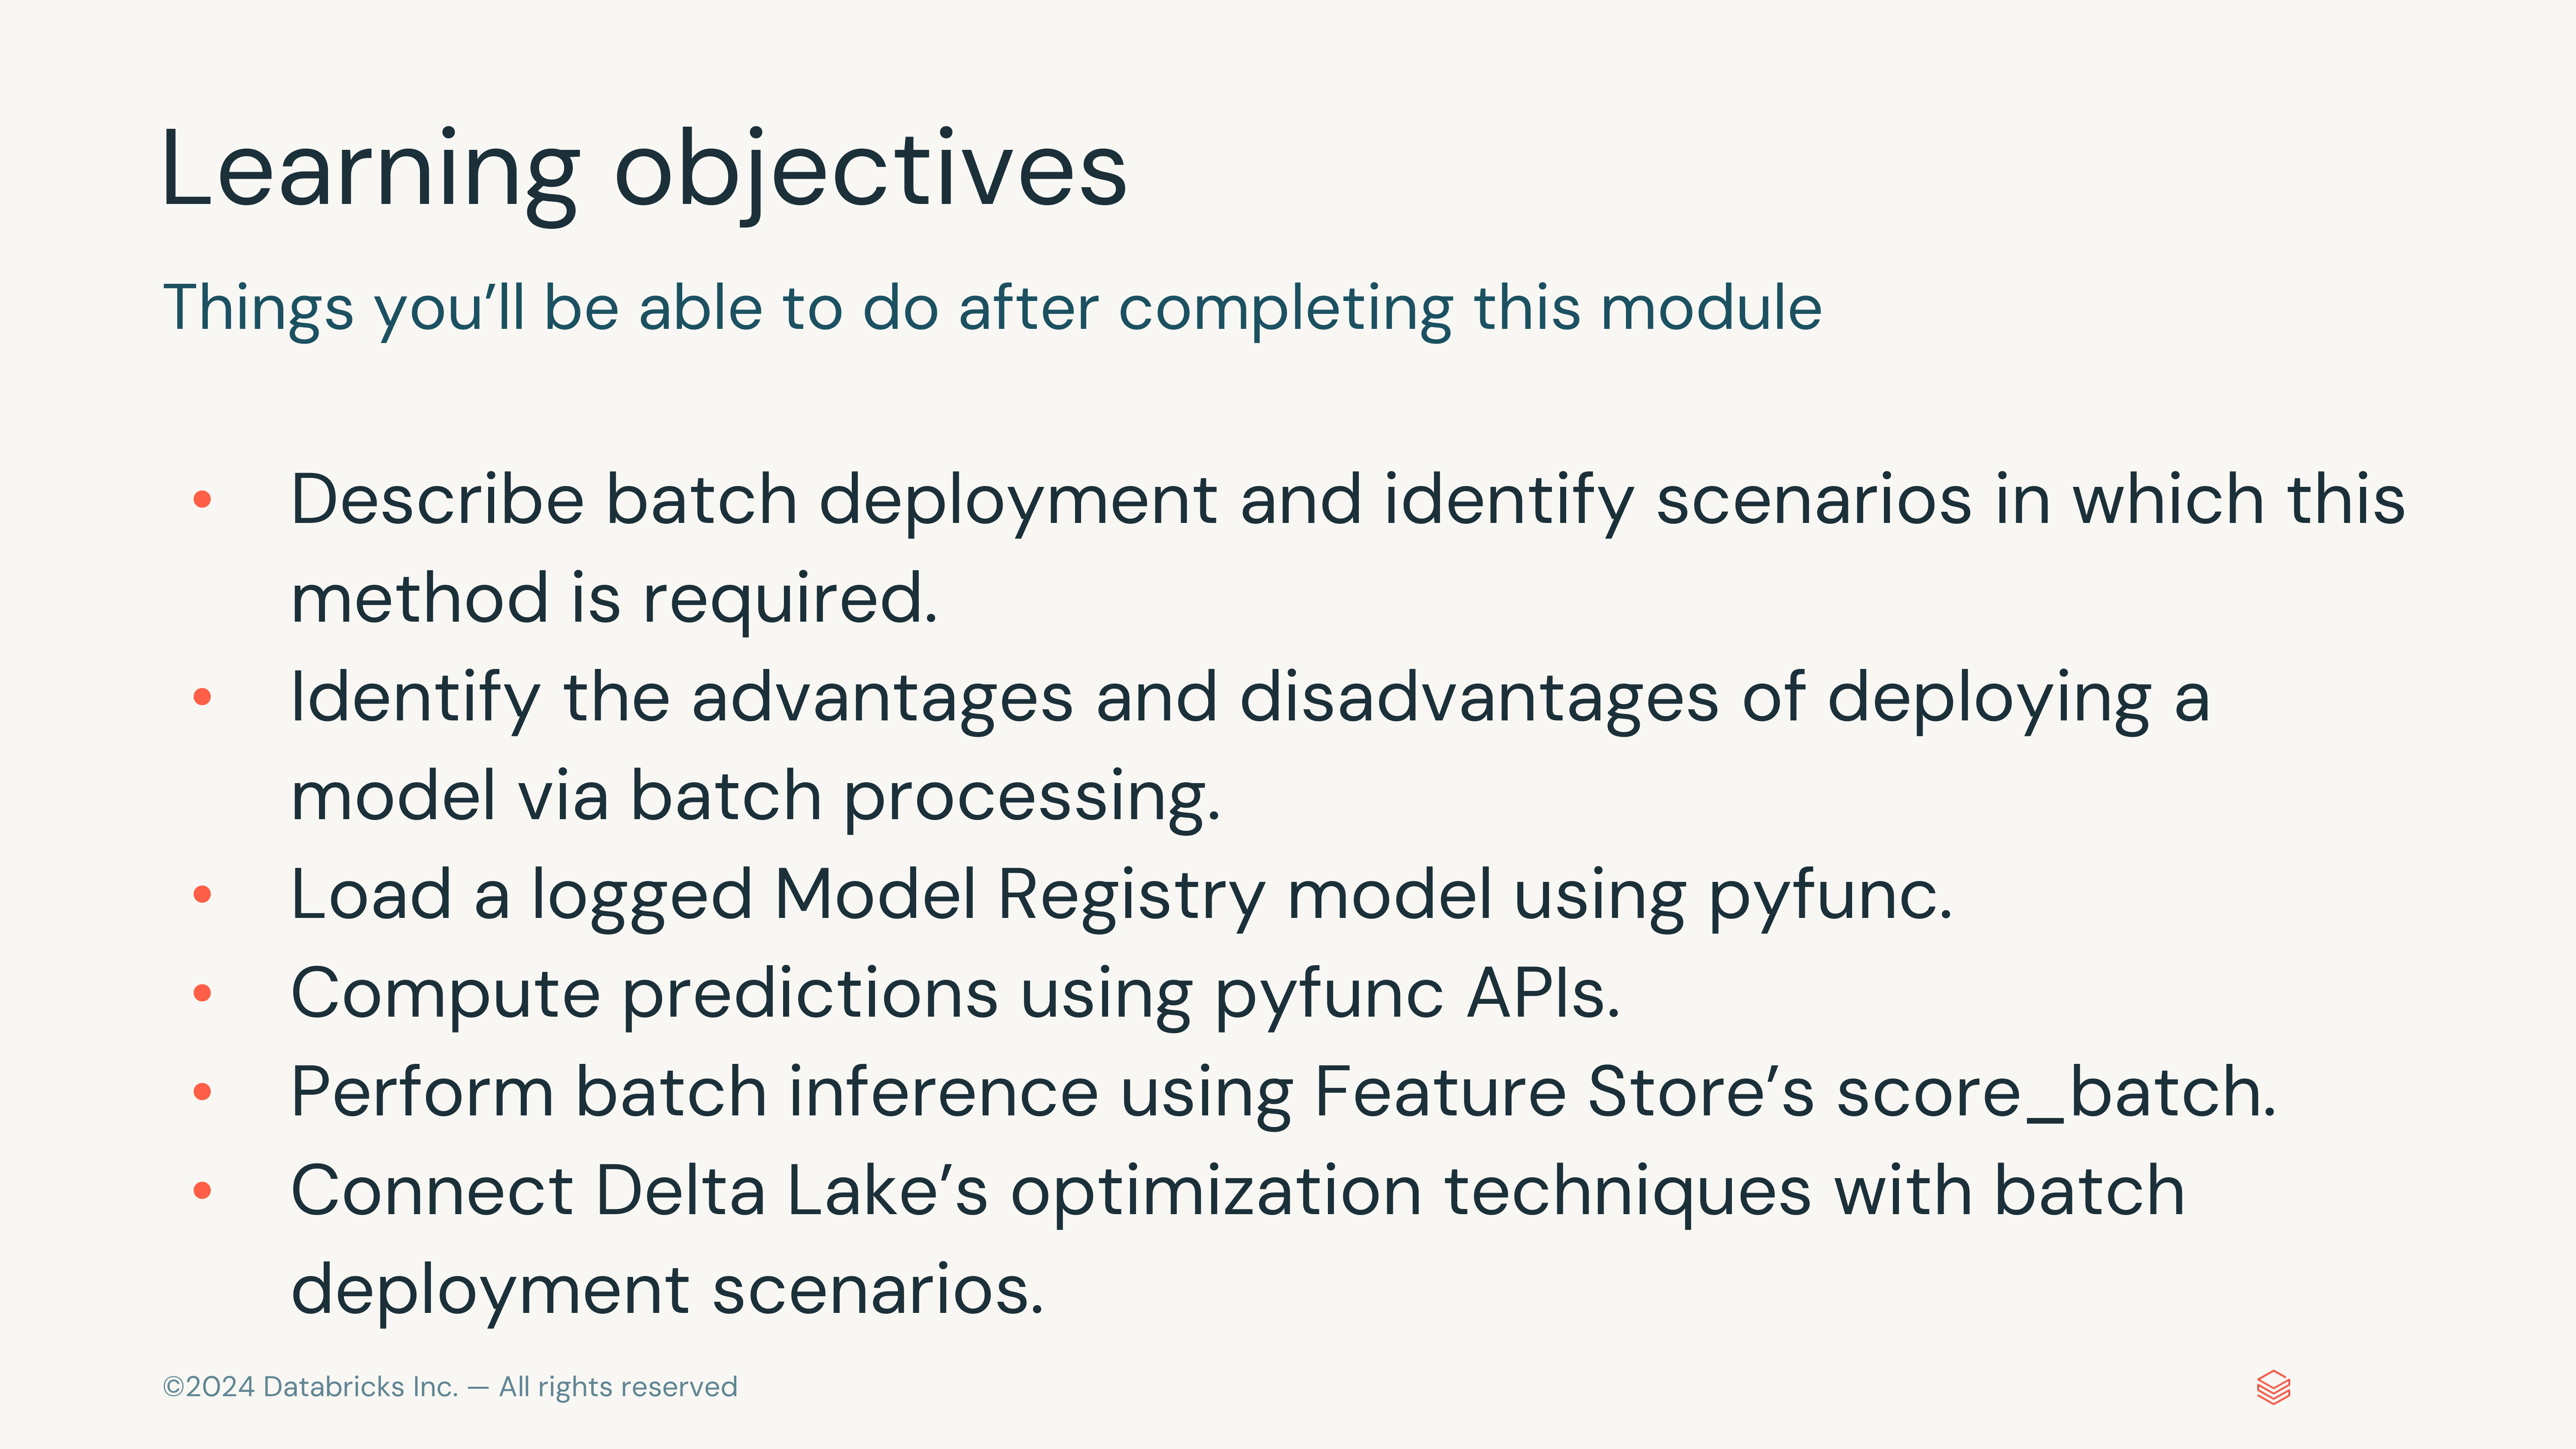 Learning objectives
Things you’ll be able to do after completing this module
• Describe batch deployment and identify scenarios in which this
method is required.
• Identify the advantages and disadvantages of deploying a
model via batch processing.
• Load a logged Model Registry model using pyfunc.
• Compute predictions using pyfunc APIs.
• Perform batch inference using Feature Store’s score_batch.
• Connect Delta Lake’s optimization techniques with batch
deployment scenarios.
©2024 Databricks Inc. — All rights reserved